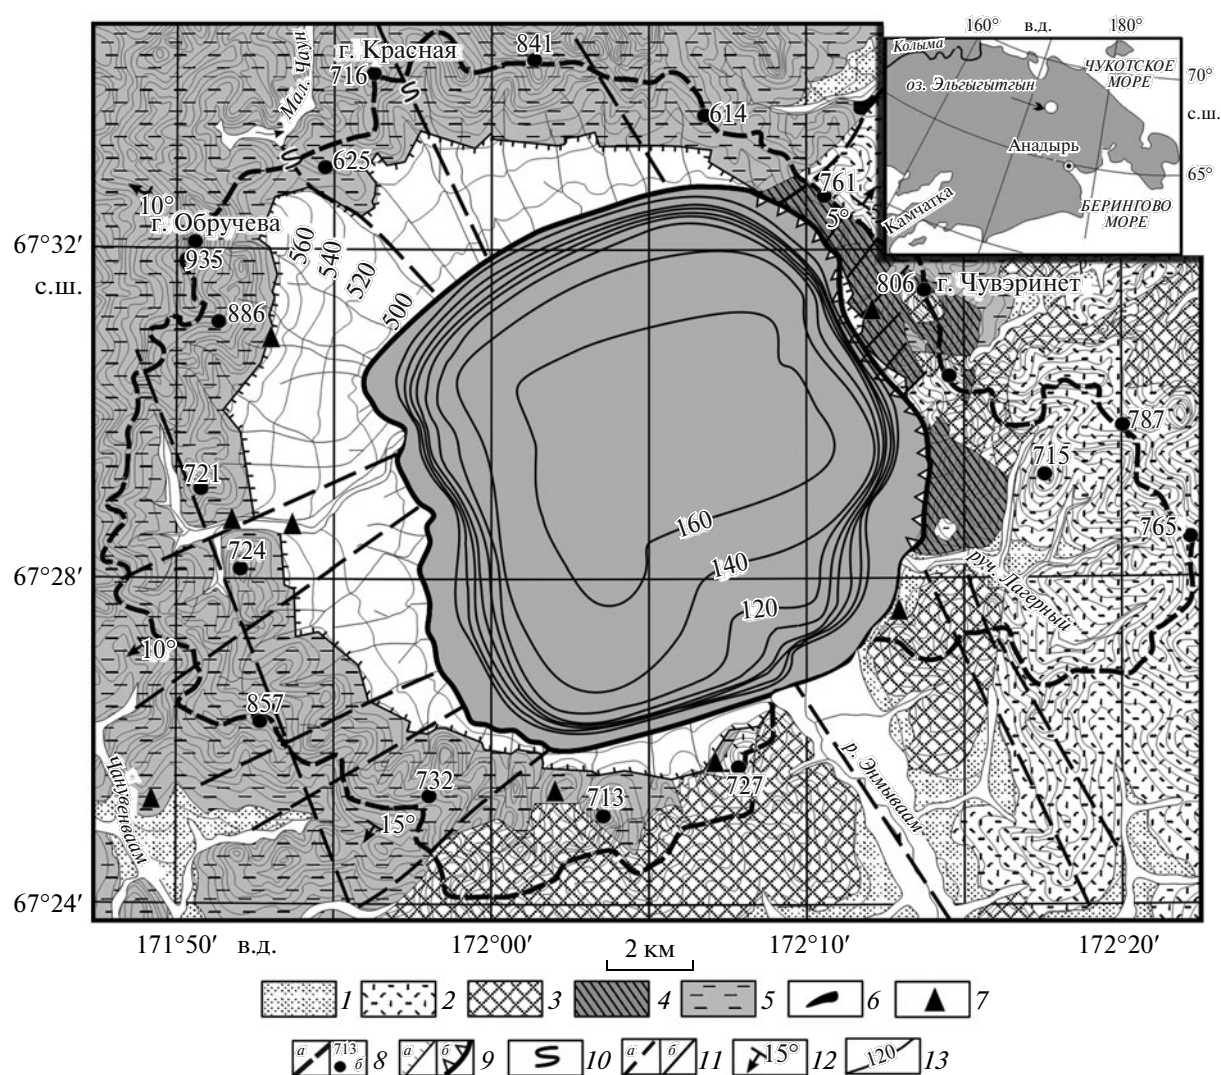 160° в.д. 180°
Колыма
ЧУКОТСКОЕ
МОРЕ
70°
оз. Эльгыгытгын
с.ш.
Анадырь
65°
Камчатка
БЕРИНГОВО
МОРЕ
г. Красная
841
716
Мал. Чаун
614
625
761
5°
10°
г. Обручева
935
67°32′
с.ш.
560
540
520
500
806 г. Чувэринет
886
787
715
721
765
160
724
140
67°28′
руч. Лагерный
120
10°
857
р. Энмываам
Чанувенваам
732
727
713
15°
67°24′
171°50′ в.д. 172°00′ 2 км 172°10′ 172°20′
1 2 3 4 5 6 7
а 713 б 8 а б 9 10 а б 11 15° 12 120 13